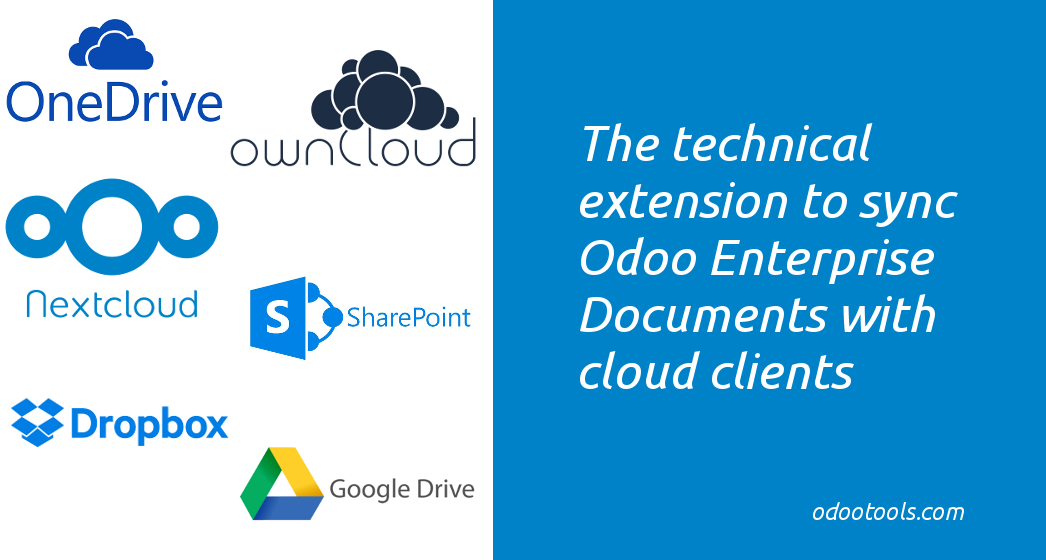 OneDrive
ownCloud
Nextcloud
S
SharePoint
Dropbox
Google Drive
The technical
extension to sync
Odoo Enterprise
Documents with
cloud clients
odootools.com